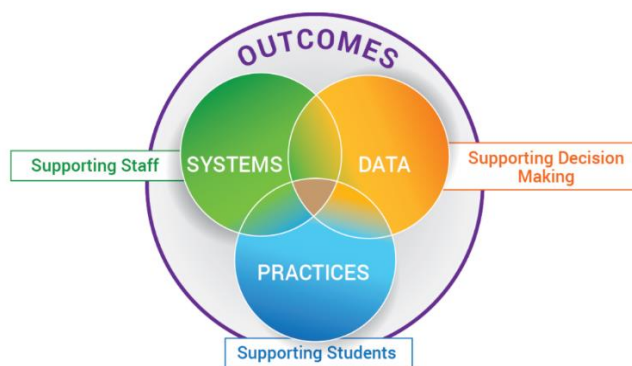 OUTCOMES
Supporting Staff
SYSTEMS
DATA
Supporting Decision
Making
PRACTICES
Supporting Students